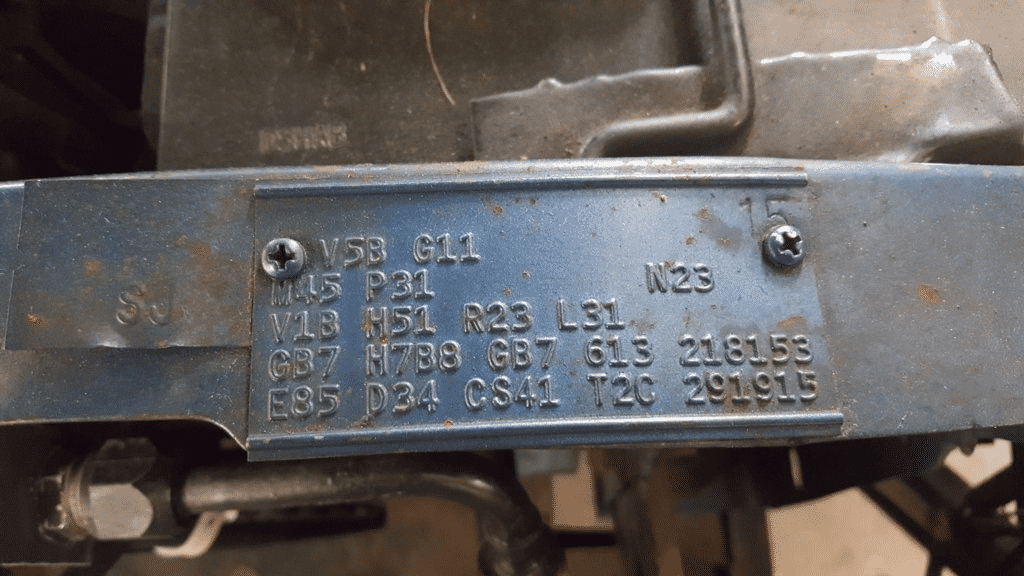 15
V5B G11
M45 P31 N23
V1B H51 R23 L31
GB7 H7B8 GB7 613 218153
E85 D34 CS41 T2C 291915
SJ